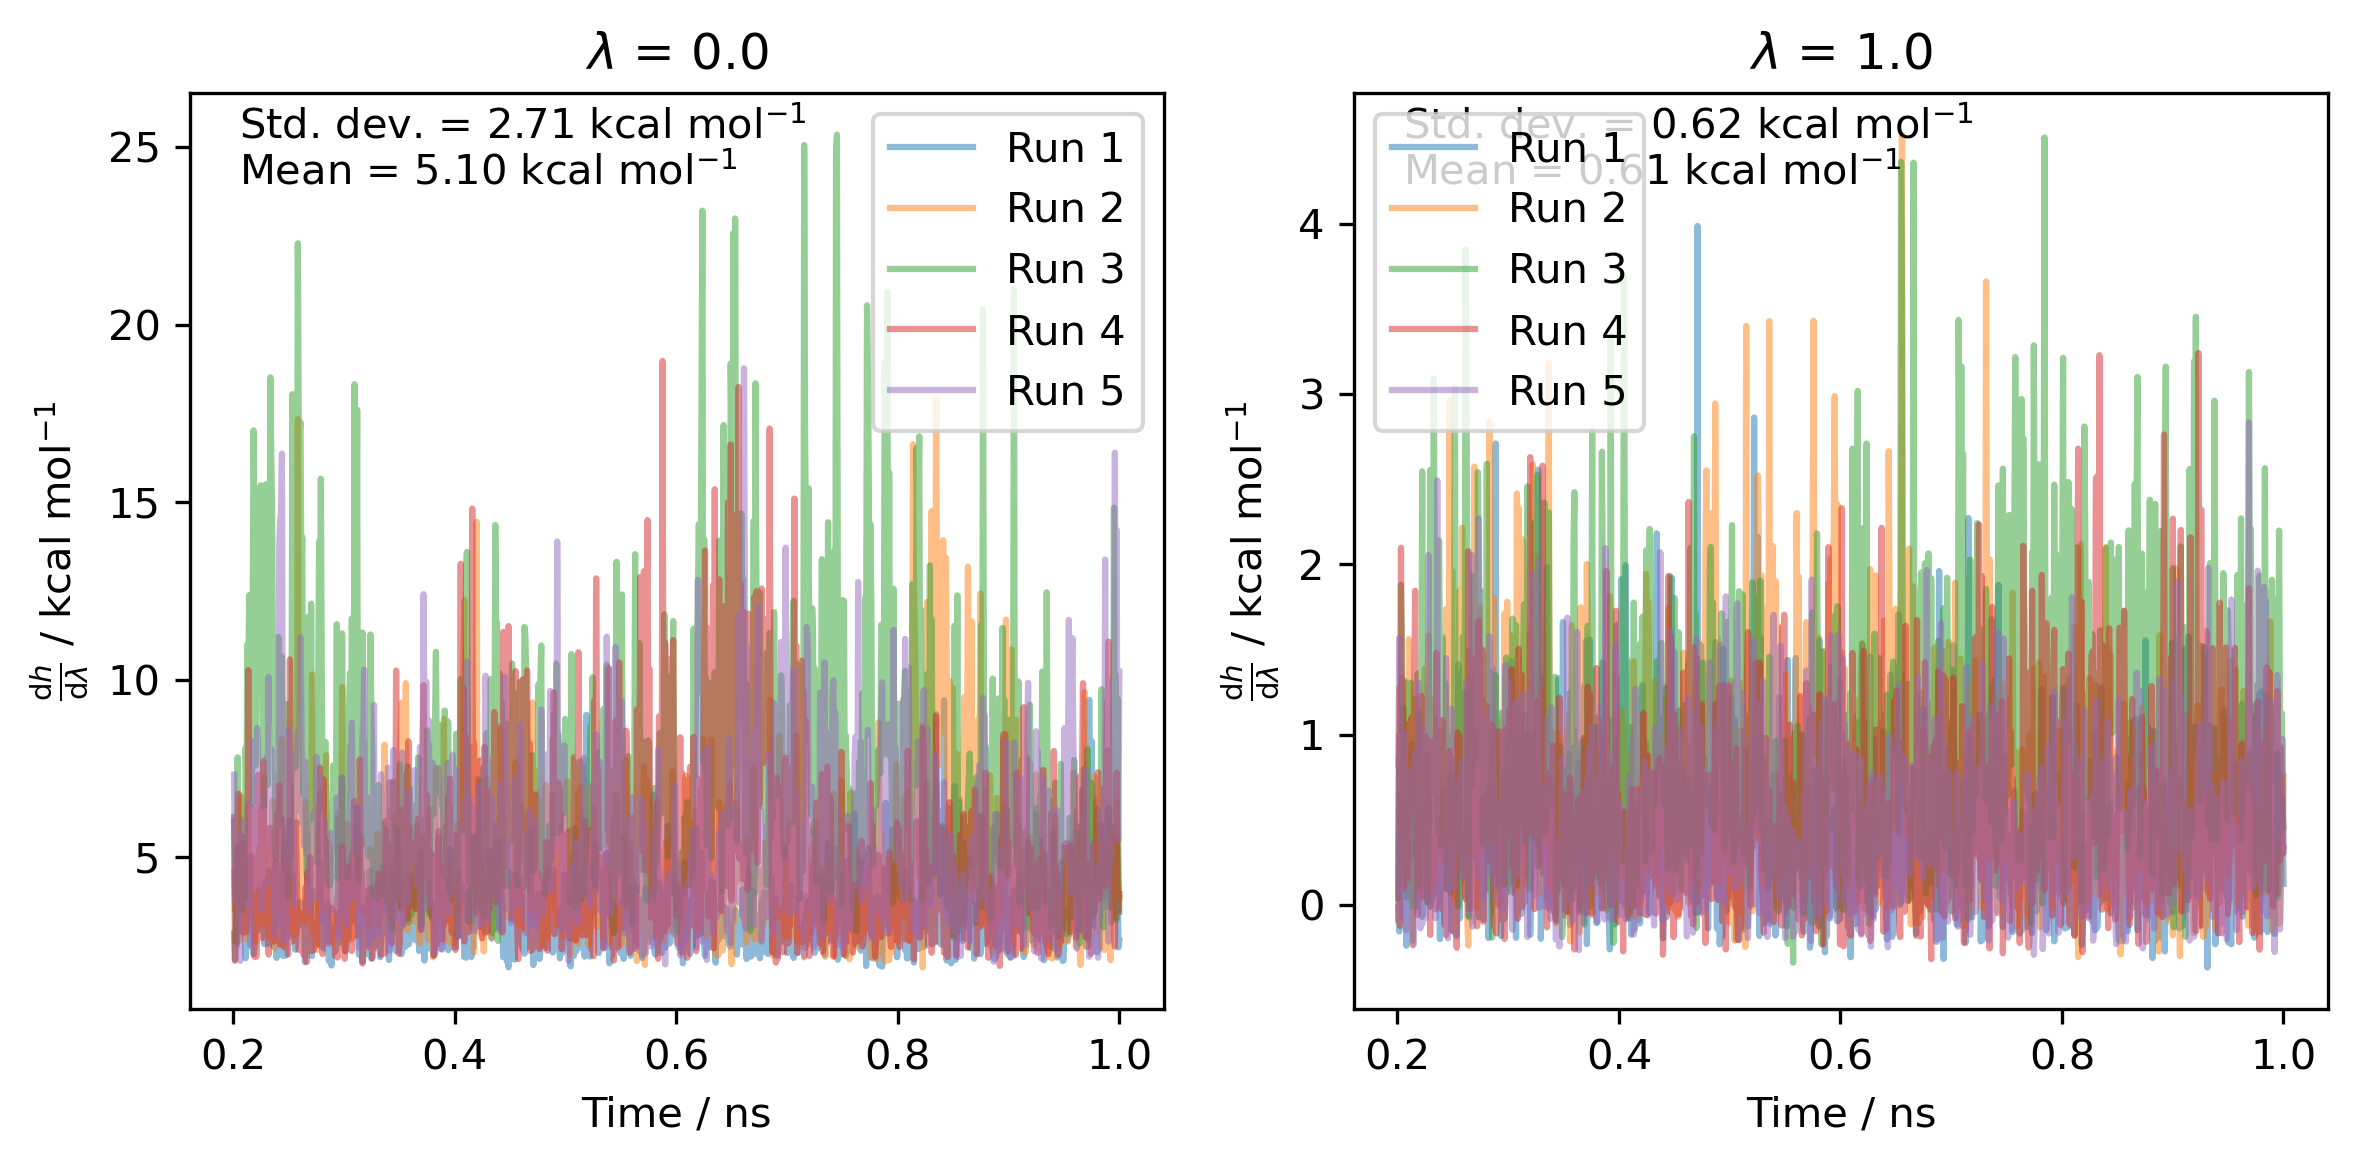 λ = 0.0
Std. dev. = 2.71 kcal mol⁻¹
Mean = 5.10 kcal mol⁻¹
Run 1
Run 2
Run 3
Run 4
Run 5
25
20
15
10
5
dh/dλ / kcal mol⁻¹
0.2 0.4 0.6 0.8 1.0
Time / ns
λ = 1.0
Std. dev. = 0.62 kcal mol⁻¹
Mean = 0.61 kcal mol⁻¹
Run 1
Run 2
Run 3
Run 4
Run 5
4
3
2
1
0
dh/dλ / kcal mol⁻¹
0.2 0.4 0.6 0.8 1.0
Time / ns